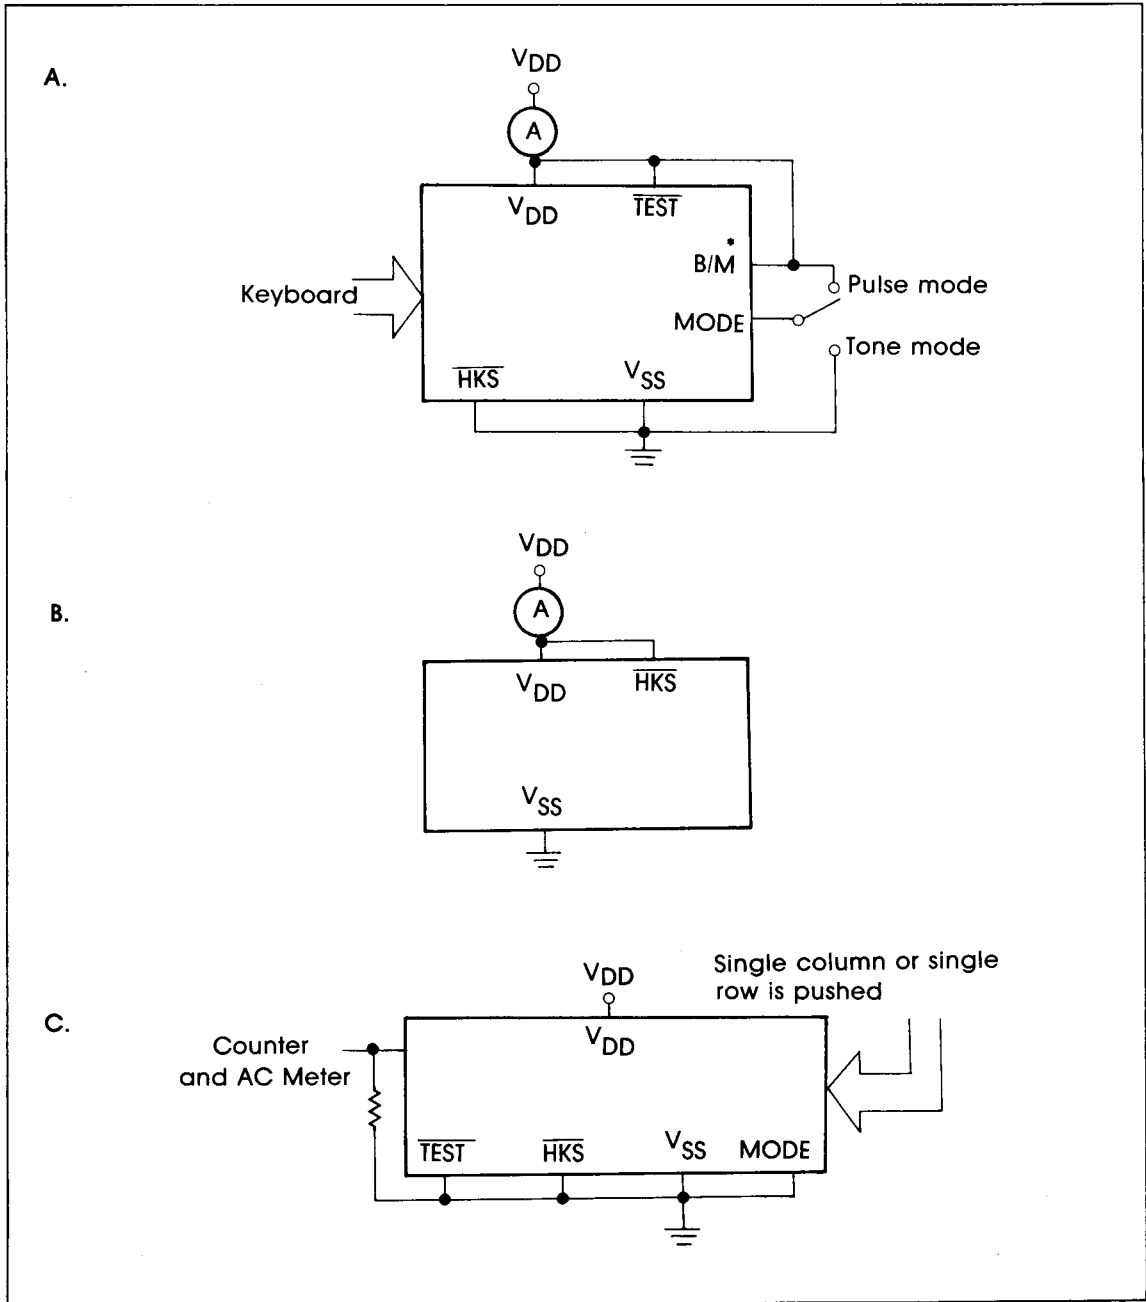 A.
VDD
A
VDD
TEST
B/M*
Keyboard
Pulse mode
MODE
Tone mode
HKS
VSS
VDD
B.
A
VDD
HKS
VSS
VDD
Single column or single
row is pushed
C.
VDD
Counter
and AC Meter
TEST
HKS
VSS
MODE